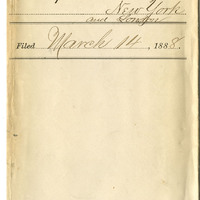 New York
and London
Filed March 14, 1888.